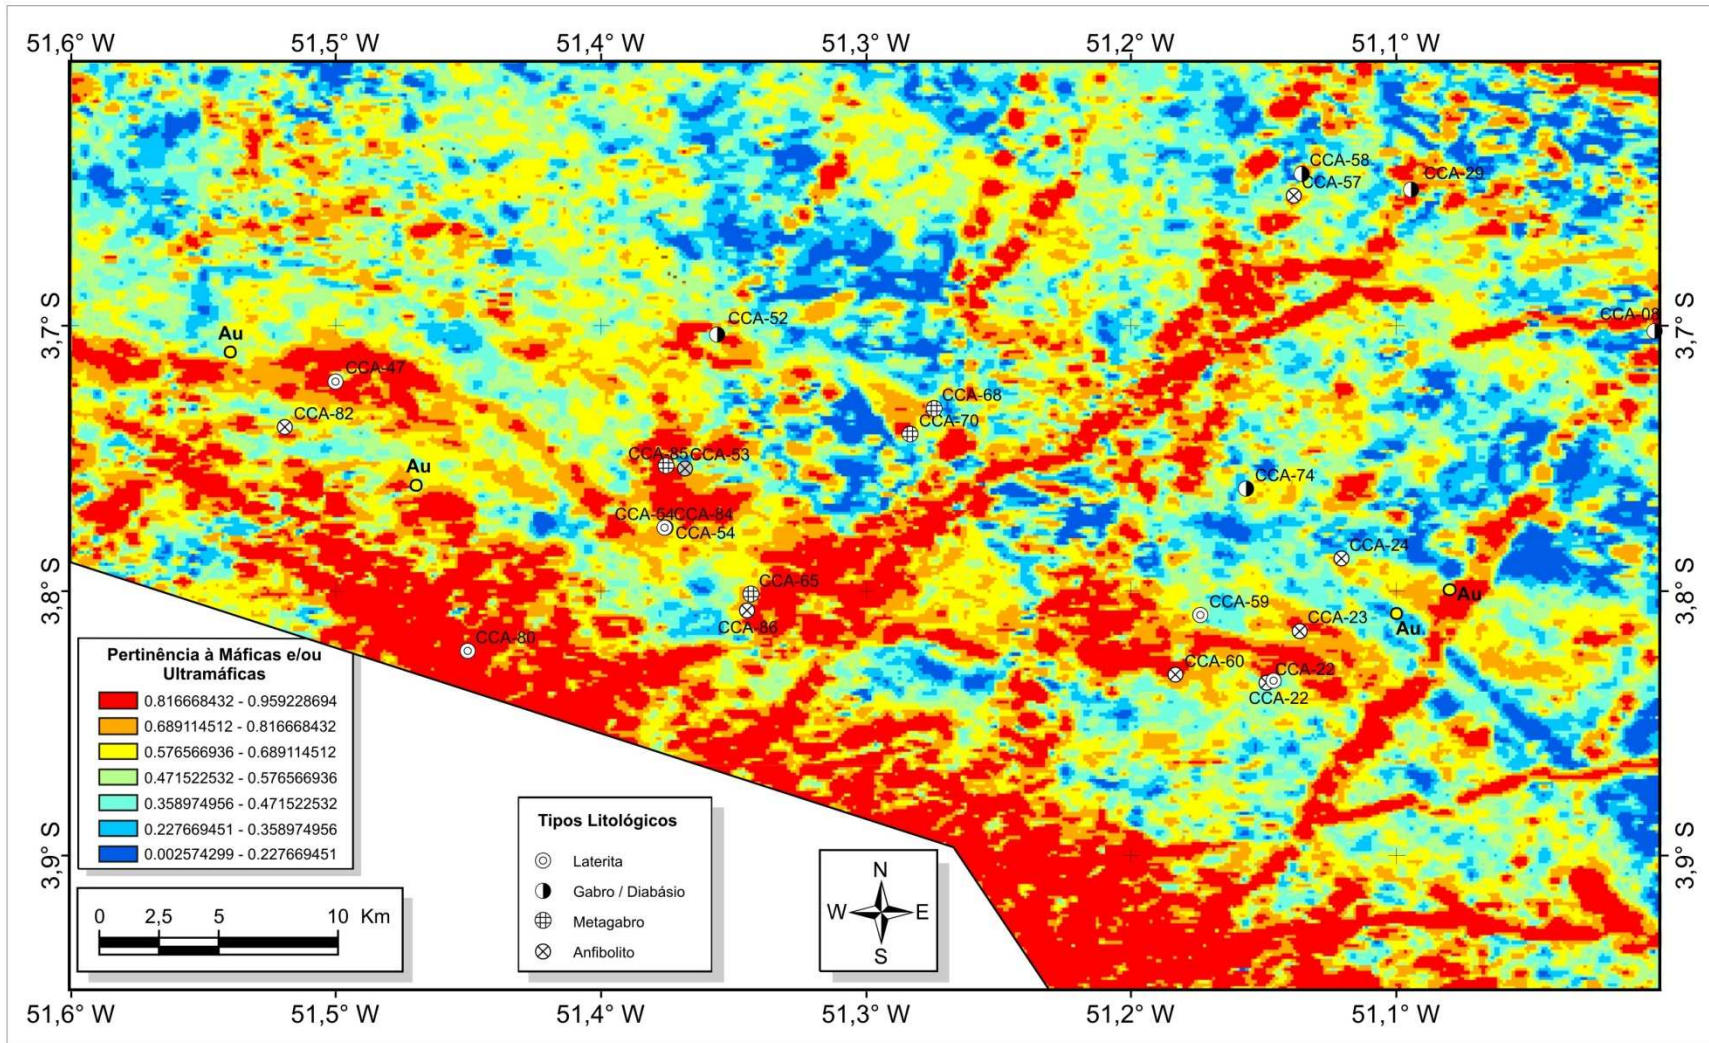 51,6° W
51,5° W
51,4° W
51,3° W
51,2° W
51,1° W
CCA-58
CCA-57
CCA-29
3,7° S
Au
CCA-52
CCA-08
3,7° S
CCA-47
CCA-82
CCA-68
CCA-70
Au
CCA-85
CCA-53
CCA-74
CCA-64
CCA-84
CCA-54
CCA-24
3,8° S
CCA-65
CCA-86
CCA-59
CCA-23
Au
Au
3,8° S
CCA-80
CCA-60
CCA-22
CCA-22
Pertinência à Máficas e/ou
Ultramáficas
0.816668432 - 0.959228694
0.689114512 - 0.816668432
0.576566936 - 0.689114512
0.471522532 - 0.576566936
0.358974956 - 0.471522532
0.227669451 - 0.358974956
0.002574299 - 0.227669451
3,9° S
3,9° S
0 2,5 5 10 Km
Tipos Litológicos
Laterita
Gabro / Diabásio
Metagabro
Anfibolito
N
W E
S
51,6° W
51,5° W
51,4° W
51,3° W
51,2° W
51,1° W